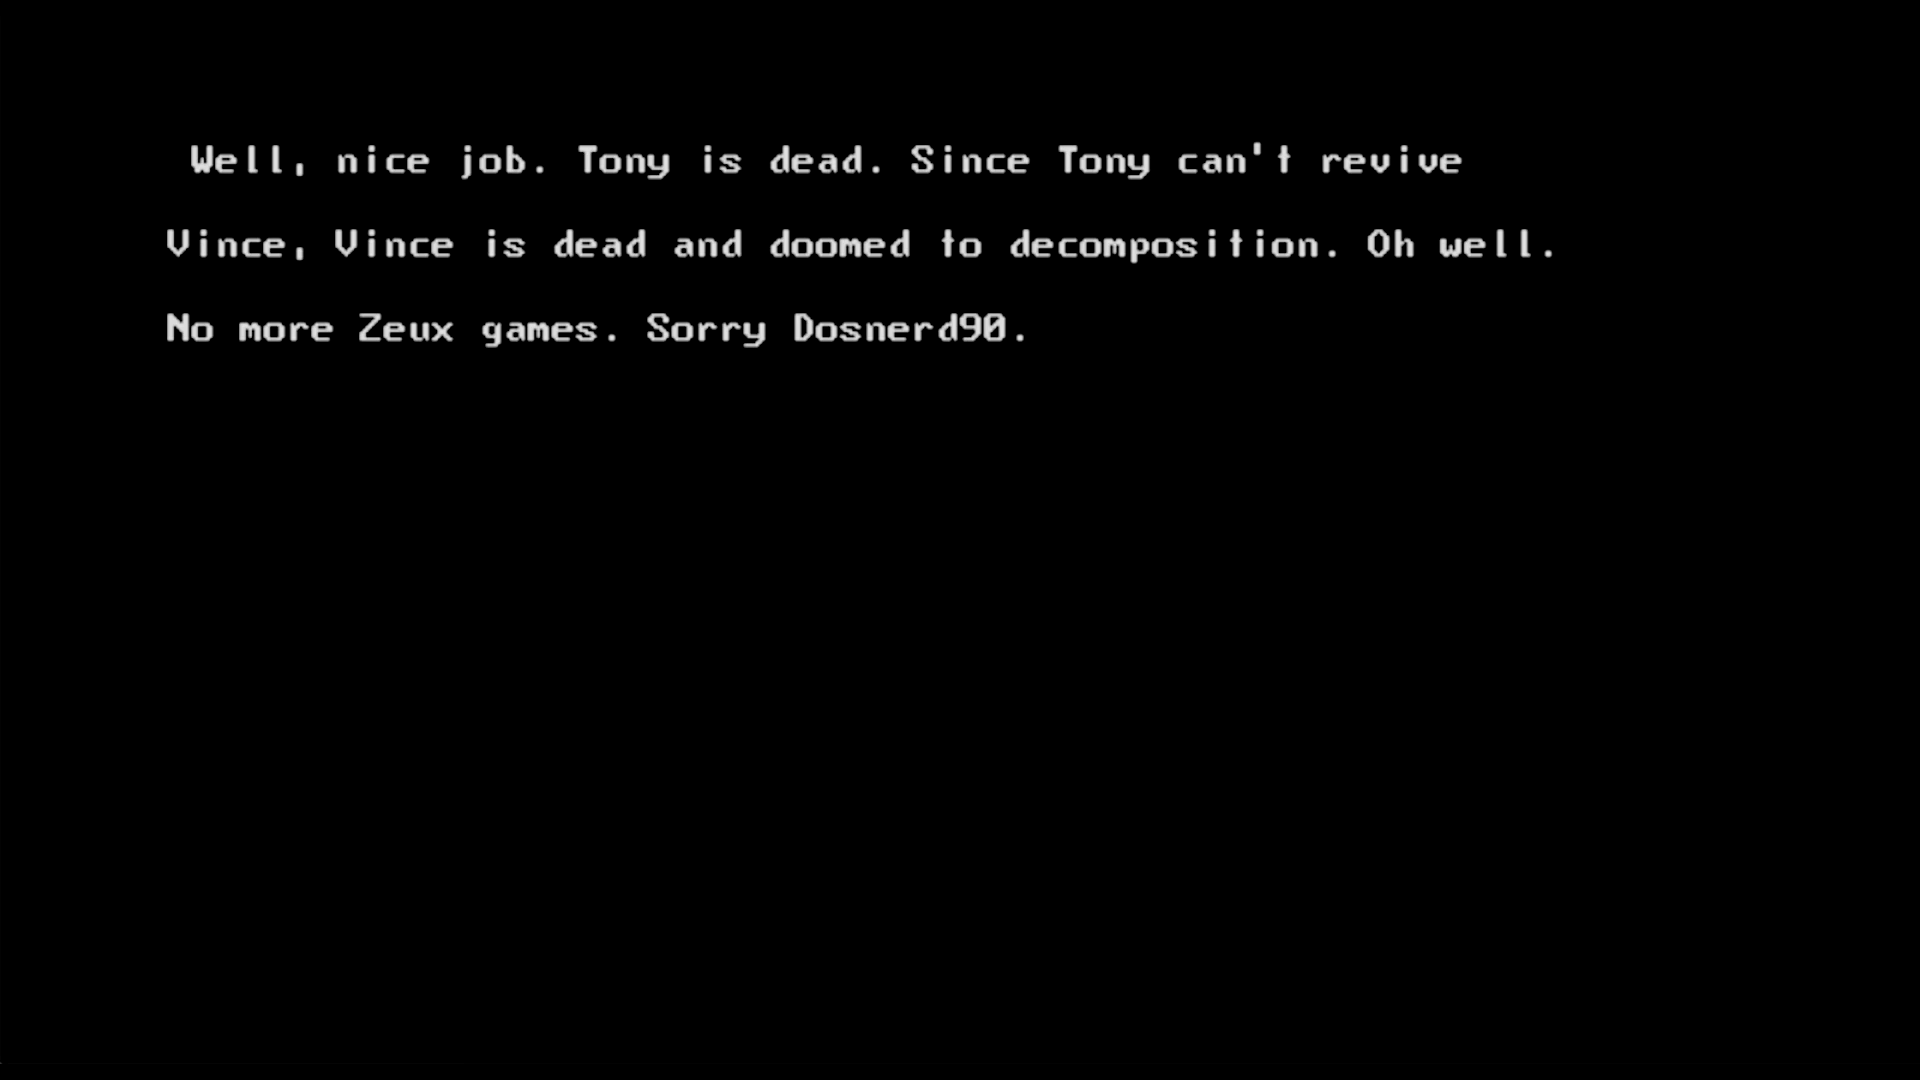 Well, nice job. Tony is dead. Since Tony can't revive
Vince, Vince is dead and doomed to decomposition. Oh well.
No more Zeux games. Sorry Dosnerd90.